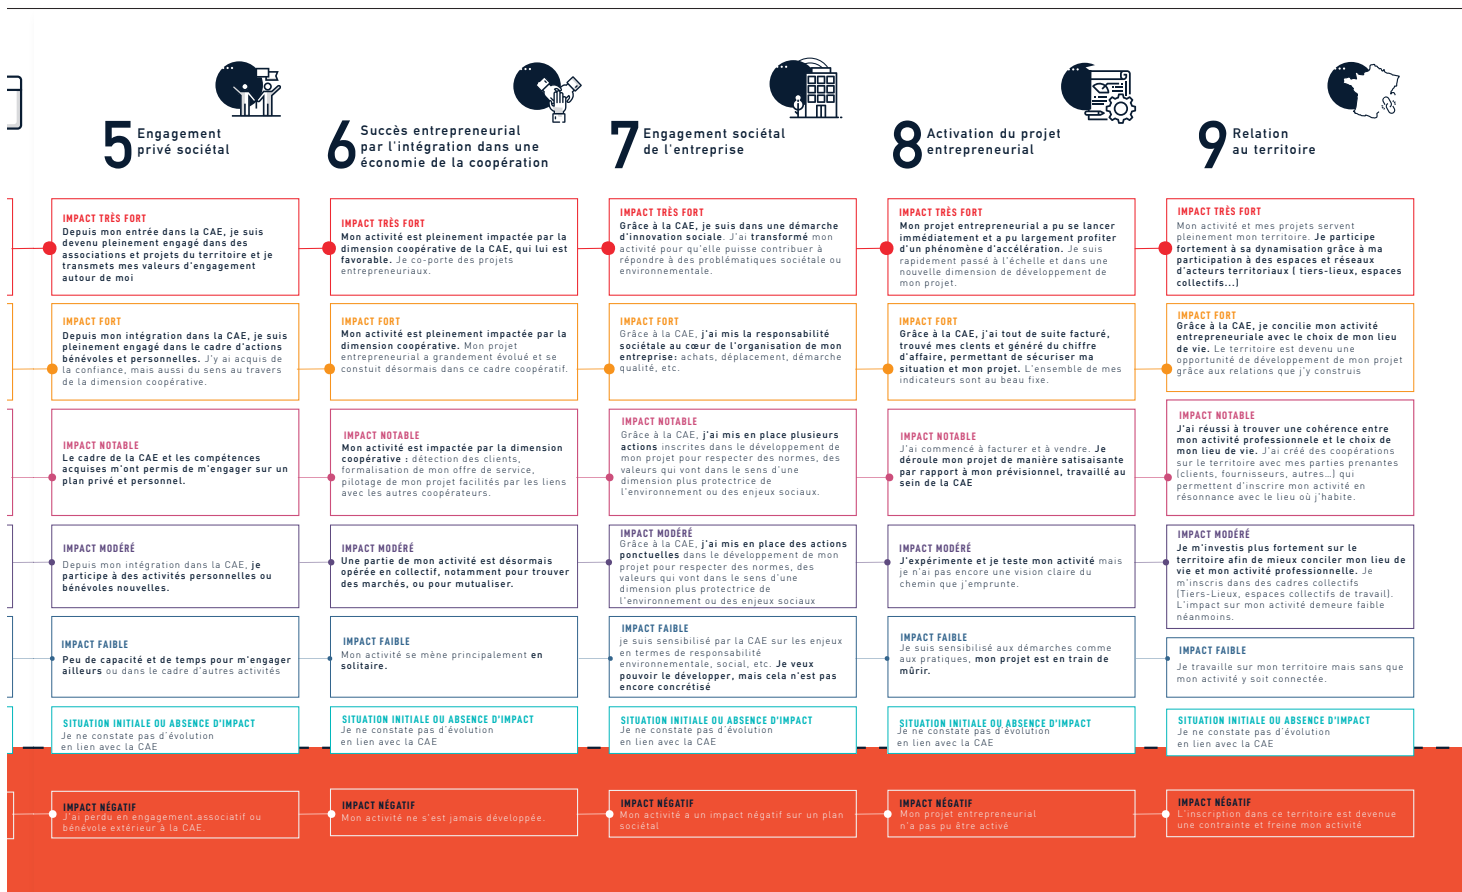 5
Engagement
privé sociétal
IMPACT TRÈS FORT
Depuis mon entrée dans la CAE, je suis
devenu pleinement engagé dans des
associations et projets du territoire et je
transmets mes valeurs d'engagement
autour de moi
IMPACT FORT
Depuis mon intégration dans la CAE, je suis
pleinement engagé dans le cadre d'actions
bénévoles et personnelles. J'y ai acquis de
la confiance, mais aussi du sens au travers
de la dimension coopérative.
IMPACT NOTABLE
Le cadre de la CAE et les compétences
acquises m'ont permis de m'engager sur un
plan privé et personnel.
IMPACT MODÉRÉ
Depuis mon intégration dans la CAE, je
participe à des activités personnelles ou
bénévoles nouvelles.
IMPACT FAIBLE
Peu de capacité et de temps pour m'engager
ailleurs ou dans le cadre d'autres activités
SITUATION INITIALE OU ABSENCE D'IMPACT
Je ne constate pas d'évolution
en lien avec la CAE
IMPACT NÉGATIF
J'ai perdu en engagement.associatif ou
bénévole extérieur à la CAE.
6
Succès entrepreneurial
par l'intégration dans une
économie de la coopération
IMPACT TRÈS FORT
Mon activité est pleinement impactée par la
dimension coopérative de la CAE, qui lui est
favorable. Je co-porte des projets
entrepreneuriaux.
IMPACT FORT
Mon activité est pleinement impactée par la
dimension coopérative. Mon projet
entrepreneurial a grandement évolué et se
constuit désormais dans ce cadre coopératif.
IMPACT NOTABLE
Mon activité est impactée par la dimension
coopérative : détection des clients,
formalisation de mon offre de service,
pilotage de mon projet facilités par les liens
avec les autres coopérateurs.
IMPACT MODÉRÉ
Une partie de mon activité est désormais
opérée en collectif, notamment pour trouver
des marchés, ou pour mutualiser.
IMPACT FAIBLE
Mon activité se mène principalement en
solitaire.
SITUATION INITIALE OU ABSENCE D'IMPACT
Je ne constate pas d'évolution
en lien avec la CAE
IMPACT NÉGATIF
Mon activité ne s'est jamais développée.
7
Engagement sociétal
de l'entreprise
IMPACT TRÈS FORT
Grâce à la CAE, je suis dans une démarche
d'innovation sociale. J'ai transformé mon
activité pour qu'elle puisse contribuer à
répondre à des problématiques sociétale ou
environnementale.
IMPACT FORT
Grâce à la CAE, j'ai mis la responsabilité
sociétale au cœur de l'organisation de mon
entreprise: achats, déplacement, démarche
qualité, etc.
IMPACT NOTABLE
Grâce à la CAE, j'ai mis en place plusieurs
actions inscrites dans le développement de
mon projet pour respecter des normes, des
valeurs qui vont dans le sens d'une
dimension plus protectrice de
l'environnement ou des enjeux sociaux.
IMPACT MODÉRÉ
Grâce à la CAE, j'ai mis en place des actions
ponctuelles dans le développement de mon
projet pour respecter des normes, des
valeurs qui vont dans le sens d'une
dimension plus protectrice de
l'environnement ou des enjeux sociaux
IMPACT FAIBLE
je suis sensibilisé par la CAE sur les enjeux
en termes de responsabilité
environnementale, social, etc. Je veux
pouvoir le développer, mais cela n'est pas
encore concrétisé
SITUATION INITIALE OU ABSENCE D'IMPACT
Je ne constate pas d'évolution
en lien avec la CAE
IMPACT NÉGATIF
Mon activité a un impact négatif sur un plan
sociétal
8
Activation du projet
entrepreneurial
IMPACT TRÈS FORT
Mon projet entrepreneurial a pu se lancer
immédiatement et a pu largement profiter
d'un phénomène d'accélération. Je suis
rapidement passé à l'échelle et dans une
nouvelle dimension de développement de
mon projet.
IMPACT FORT
Grâce à la CAE, j'ai tout de suite facturé,
trouvé mes clents et généré du chiffre
d'affaire, permettant de sécuriser ma
situation et mon projet. L'ensemble de mes
indicateurs sont au beau fixe.
IMPACT NOTABLE
J'ai commencé à facturer et à vendre. Je
déroule mon projet de manière satisaisante
par rapport à mon prévisionnel, travaillé au
sein de la CAE
IMPACT MODÉRÉ
J'expérimente et je teste mon activité mais
je n'ai pas encore une vision claire du
chemin que j'emprunte.
IMPACT FAIBLE
Je suis sensibilisé aux démarches comme
aux pratiques, mon projet est en train de
mûrir.
SITUATION INITIALE OU ABSENCE D'IMPACT
Je ne constate pas d'évolution
en lien avec la CAE
IMPACT NÉGATIF
Mon projet entrepreneurial
n'a pas pu être activé
9
Relation
au territoire
IMPACT TRÈS FORT
Mon activité et mes projets servent
pleinement mon territoire. Je participe
fortement à sa dynamisation grâce à ma
participation à des espaces et réseaux
d'acteurs territoriaux ( tiers-lieux, espaces
collectifs...)
IMPACT FORT
Grâce à la CAE, je concilie mon activité
entrepreneuriale avec le choix de mon lieu
de vie. Le territoire est devenu une
opportunité de développement de mon projet
grâce aux relations que j'y construis
IMPACT NOTABLE
J'ai réussi à trouver une cohérence entre
mon activité professionnelle et le choix de
mon lieu de vie. J'ai créé des coopérations
sur le territoire avec mes parties prenantes
(clients, fournisseurs, autres…) qui
permettent d'inscrire mon activité en
résonnance avec le lieu où j'habite.
IMPACT MODÉRÉ
Je m'investis plus fortement sur le
territoire afin de mieux concilier mon lieu de
vie et mon activité professionnelle. Je
m'inscris dans des cadres collectifs
(Tiers-Lieux, espaces collectifs de travail).
L'impact sur mon activité demeure faible
néanmoins.
IMPACT FAIBLE
Je travaille sur mon territoire mais sans que
mon activité y soit connectée.
SITUATION INITIALE OU ABSENCE D'IMPACT
Je ne constate pas d'évolution
en lien avec la CAE
IMPACT NÉGATIF
L'inscription dans ce territoire est devenue
une contrainte et freine mon activité